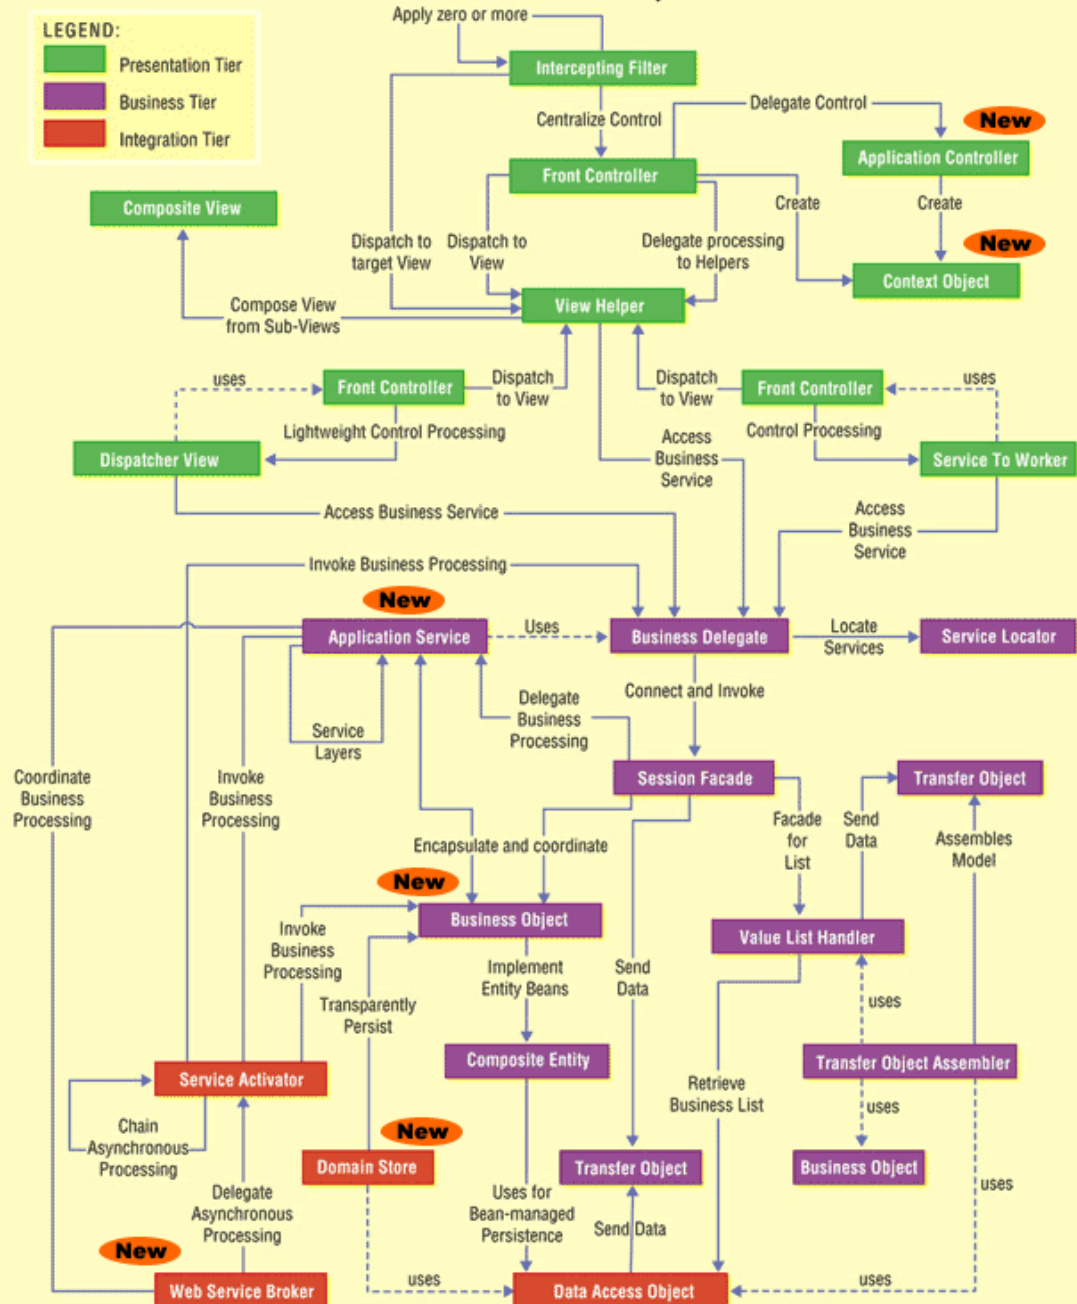 Apply zero or more
LEGEND:
Presentation Tier
Business Tier
Integration Tier
Intercepting Filter
Centralize Control
Delegate Control
New
Application Controller
Front Controller
Composite View
Create
Create
New
Dispatch to
target View
Dispatch to
View
Delegate processing
to Helpers
Context Object
View Helper
Compose View
from Sub-Views
uses
Front Controller
Dispatch
to View
Dispatch
to View
Front Controller
uses
Lightweight Control Processing
Control Processing
Dispatcher View
Access
Business
Service
Service To Worker
Access Business Service
Access
Business
Service
Invoke Business Processing
New
Application Service
Uses
Business Delegate
Locate
Services
Service Locator
Connect and Invoke
Delegate
Business
Processing
Service
Layers
Coordinate
Business
Processing
Invoke
Business
Processing
Session Facade
Transfer Object
Facade
for
List
Send
Data
Assembles
Model
Encapsulate and coordinate
New
Business Object
Invoke
Business
Processing
Value List Handler
Implement
Entity Beans
Send
Data
Transparently
Persist
uses
Composite Entity
Transfer Object Assembler
Service Activator
Retrieve
Business List
uses
Chain
Asynchronous
Processing
New
Domain Store
Transfer Object
Business Object
Delegate
Asynchronous
Processing
Uses for
Bean-managed
Persistence
Send Data
uses
New
Web Service Broker
uses
Data Access Object
uses